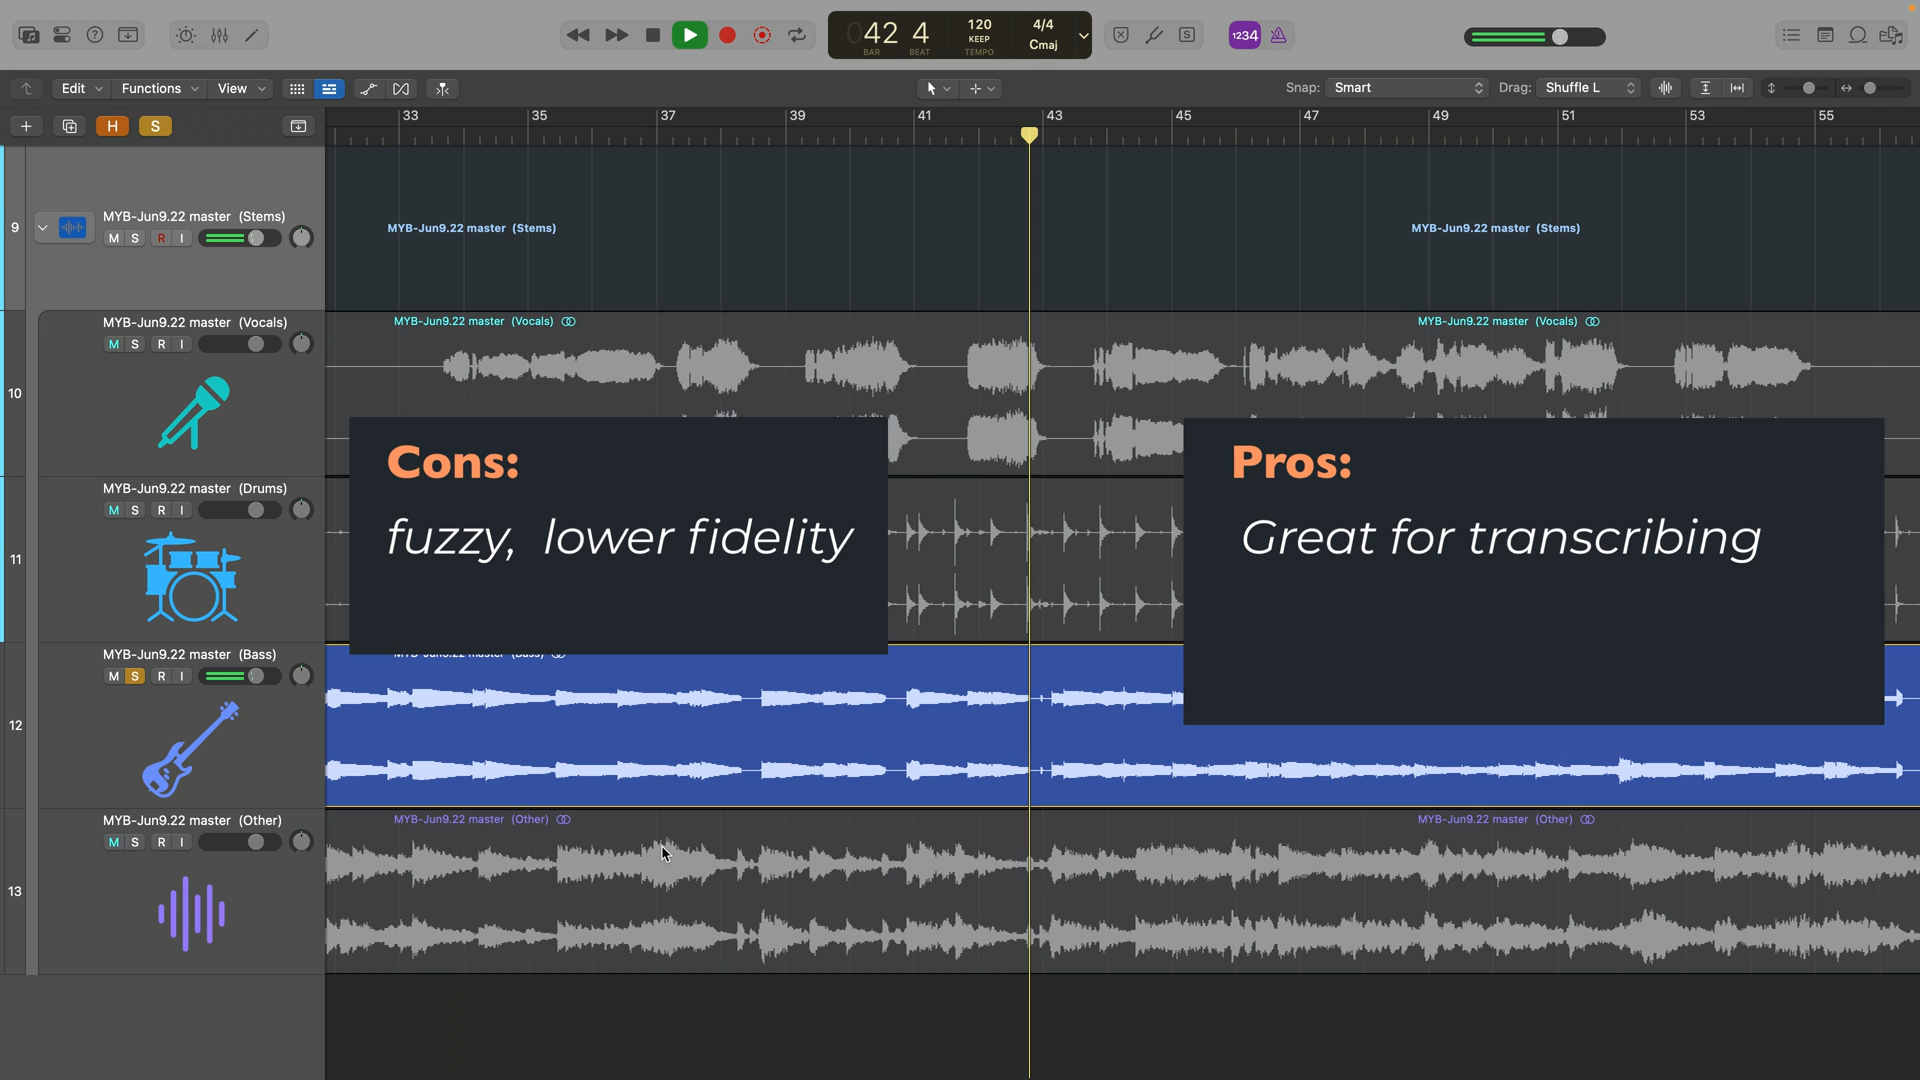 042 4
BAR BEAT
120
KEEP
TEMPO
4/4
Cmaj
S
1234
Edit
Functions
View
Snap: Smart
Drag: Shuffle L
H
S
33 35 37 39 41 43 45 47 49 51 53 55
9
MYB-Jun9.22 master (Stems)
M S R I
MYB-Jun9.22 master (Stems)
MYB-Jun9.22 master (Stems)
10
MYB-Jun9.22 master (Vocals)
M S R I
MYB-Jun9.22 master (Vocals)
MYB-Jun9.22 master (Vocals)
Cons:
fuzzy, lower fidelity
Pros:
Great for transcribing
11
MYB-Jun9.22 master (Drums)
M S R I
12
MYB-Jun9.22 master (Bass)
M S R I
MYB-Jun9.22 master (Bass)
13
MYB-Jun9.22 master (Other)
M S R I
MYB-Jun9.22 master (Other)
MYB-Jun9.22 master (Other)